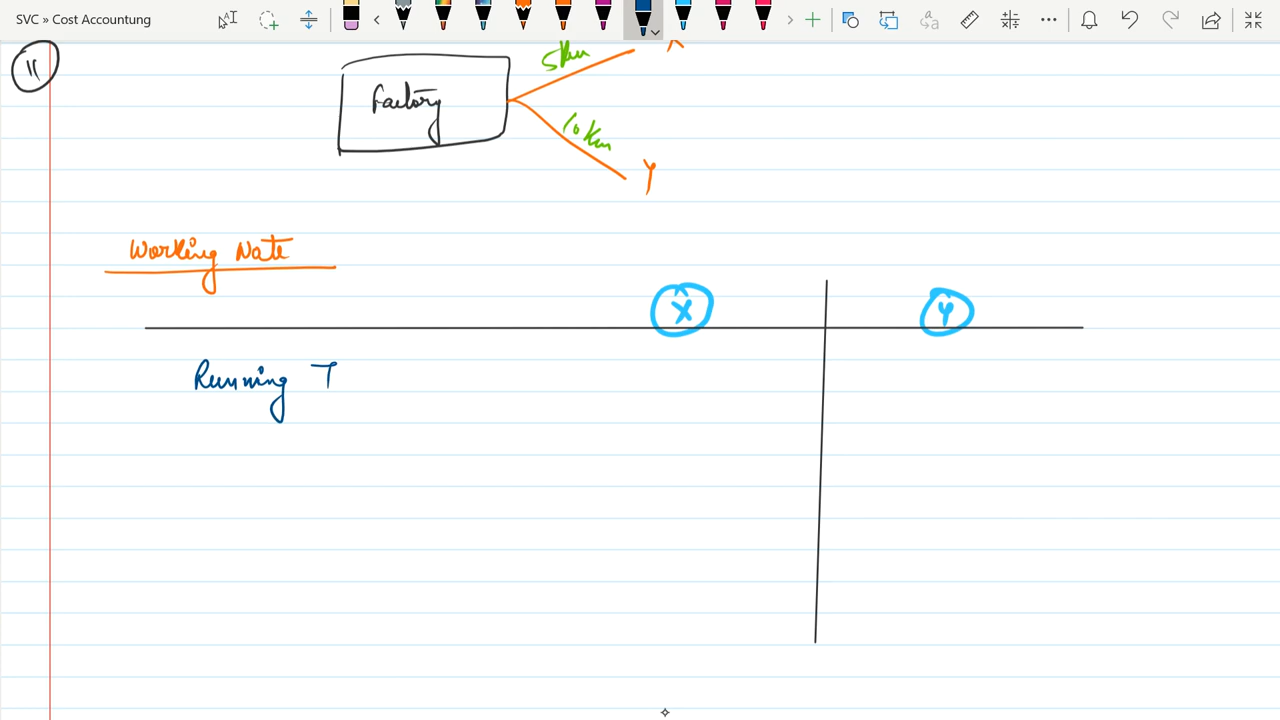 SVC » Cost Accountung
11
5km
X
Factory
10km
Y
Working Note
X
Y
Running T